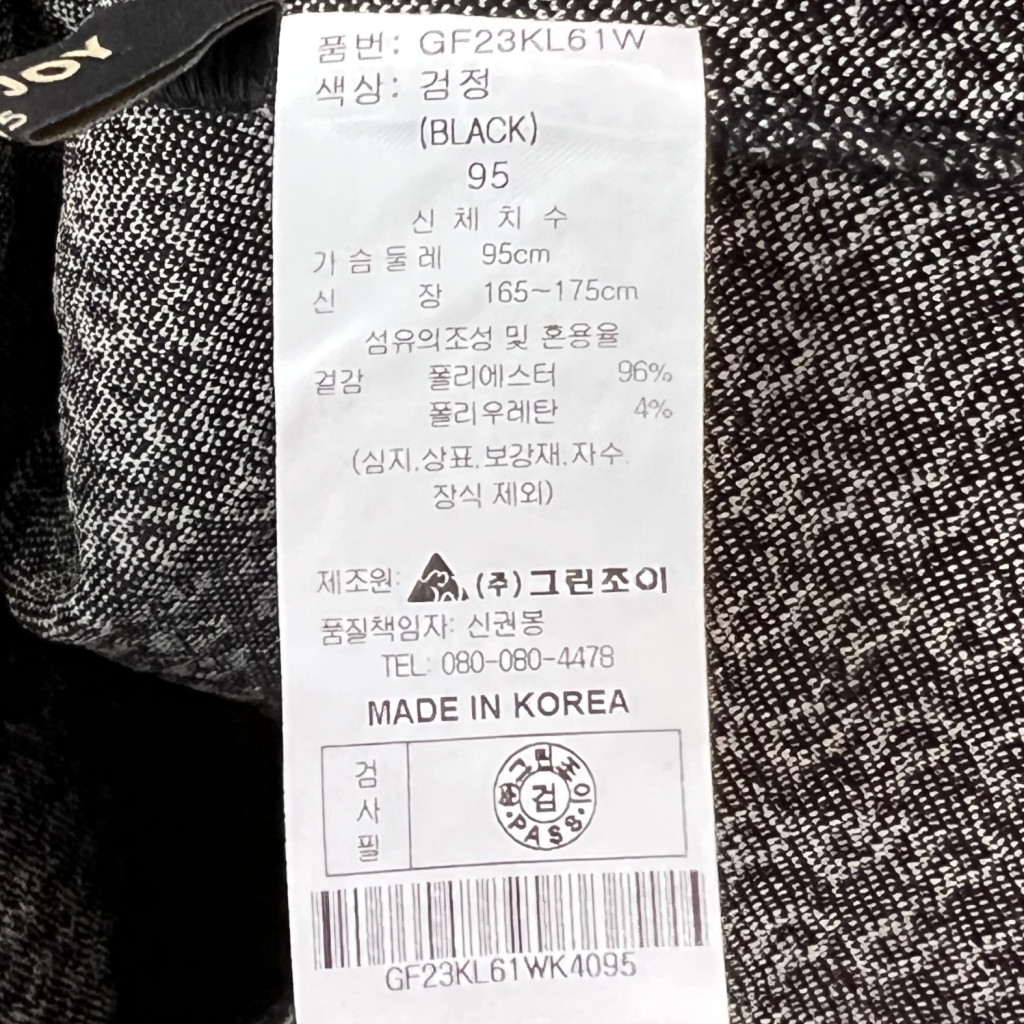 JOY
품번: GF23KL61W
색상: 검정
(BLACK)
95
신체치수
가슴둘레 95cm
신 장 165~175cm
섬유의조성 및 혼용율
겉감 폴리에스터 96%
폴리우레탄 4%
(심지,상표,보강재,자수,
장식 제외)
제조원: (주)그린조이
품질책임자: 신권봉
TEL: 080-080-4478
MADE IN KOREA
검사필
그린조이
검
PASS
GF23KL61WK4095